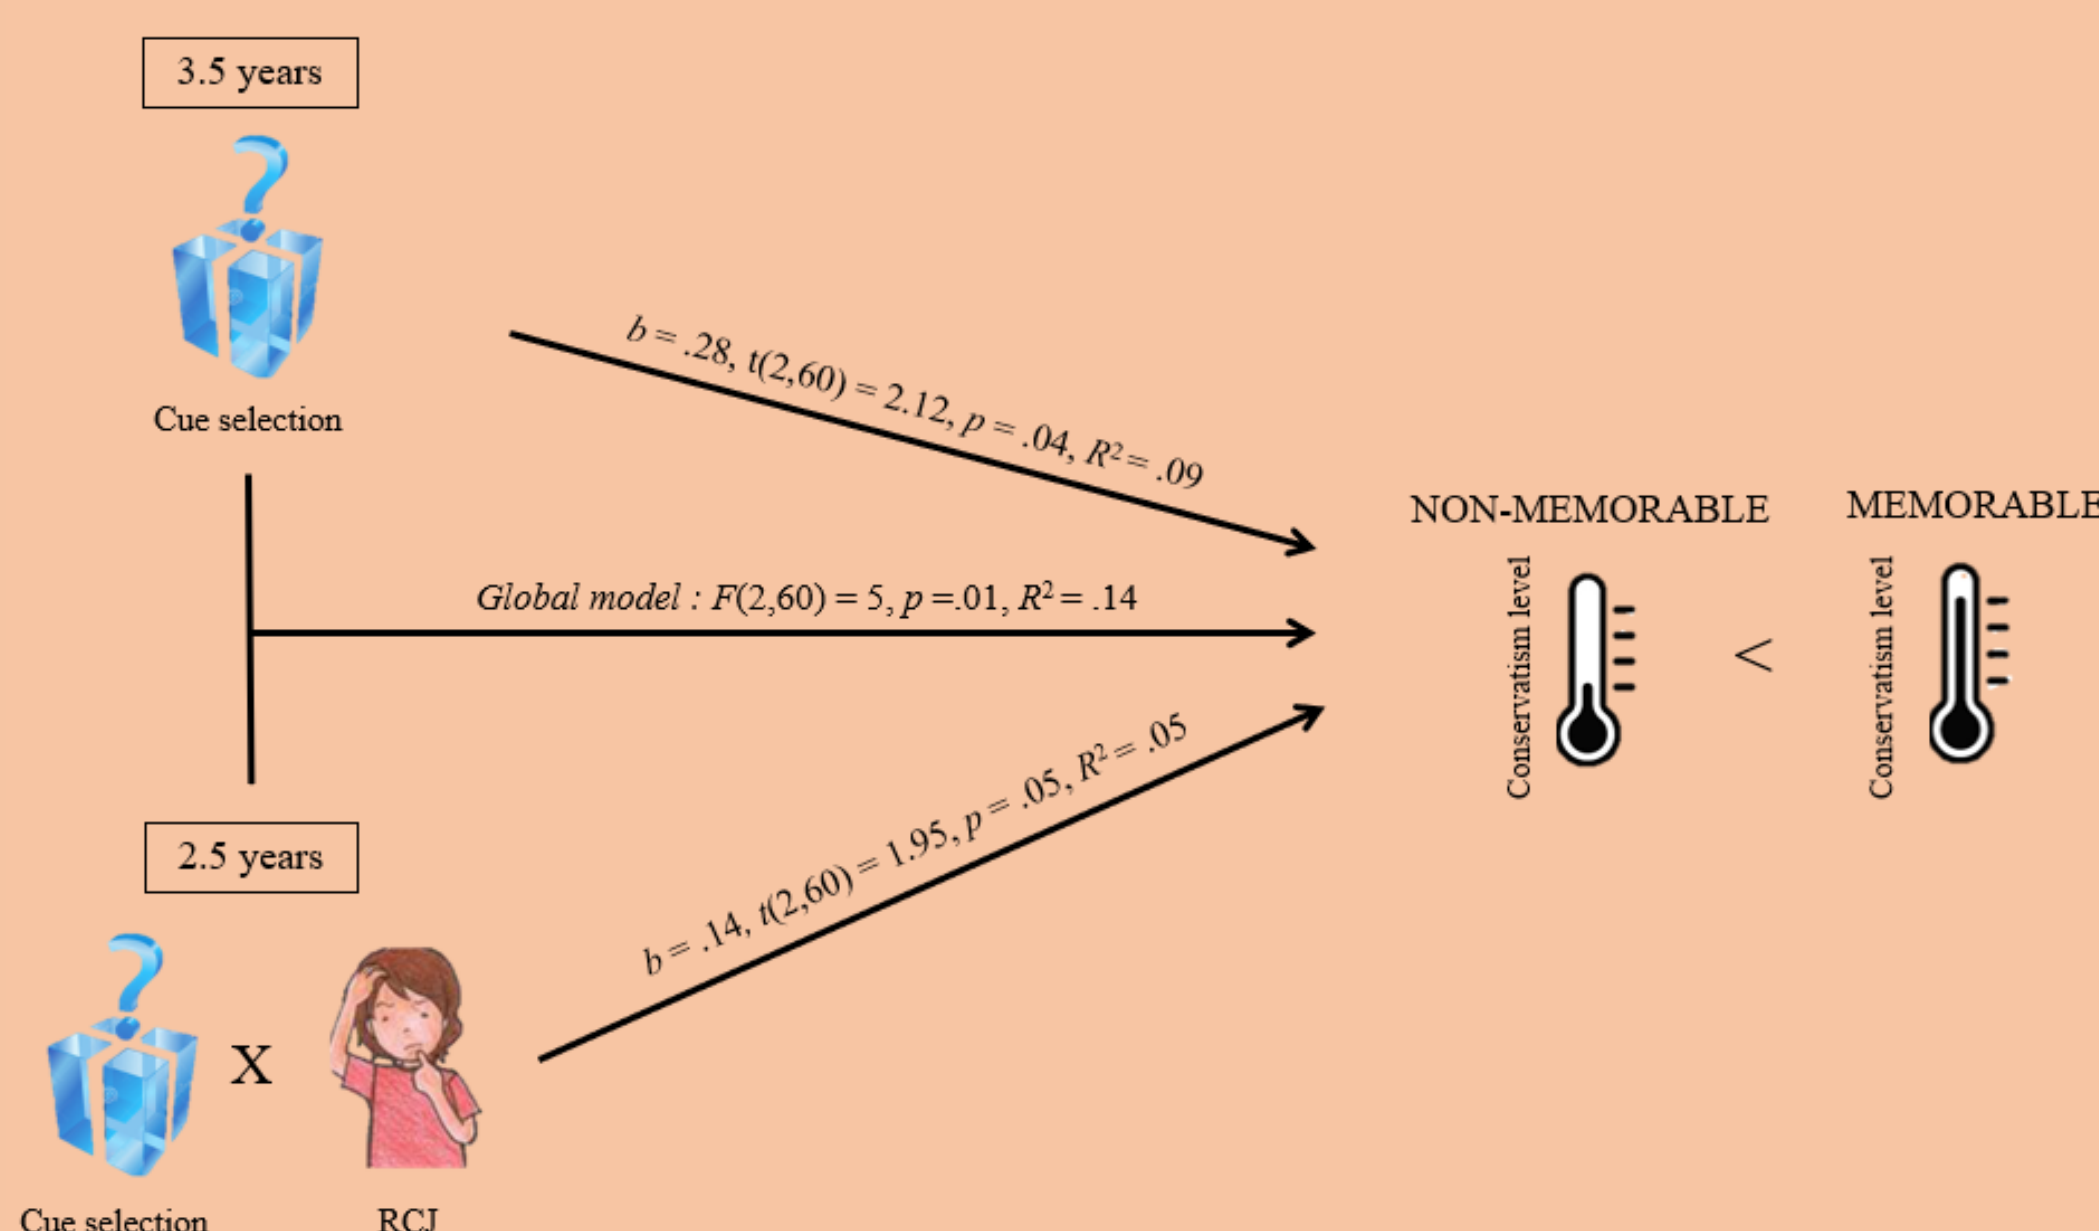 3.5 years
Cue selection
b = .28, t(2,60) = 2.12, p = .04, R² = .09
Global model : F(2,60) = 5, p =.01, R² = .14
b = .14, t(2,60) = 1.95, p = .05, R² = .05
NON-MEMORABLE
MEMORABLE
Conservatism level
<
Conservatism level
2.5 years
X
Cue selection
RCJ